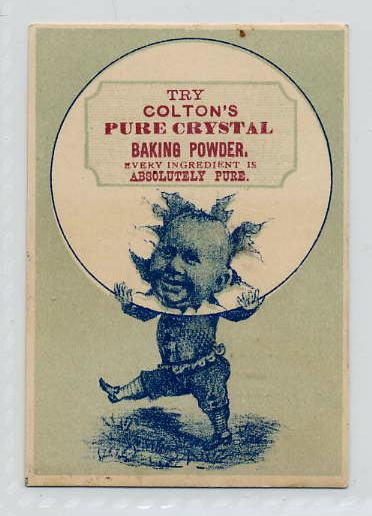 TRY
COLTON'S
PURE CRYSTAL
BAKING POWDER.
EVERY INGREDIENT IS
ABSOLUTELY PURE.